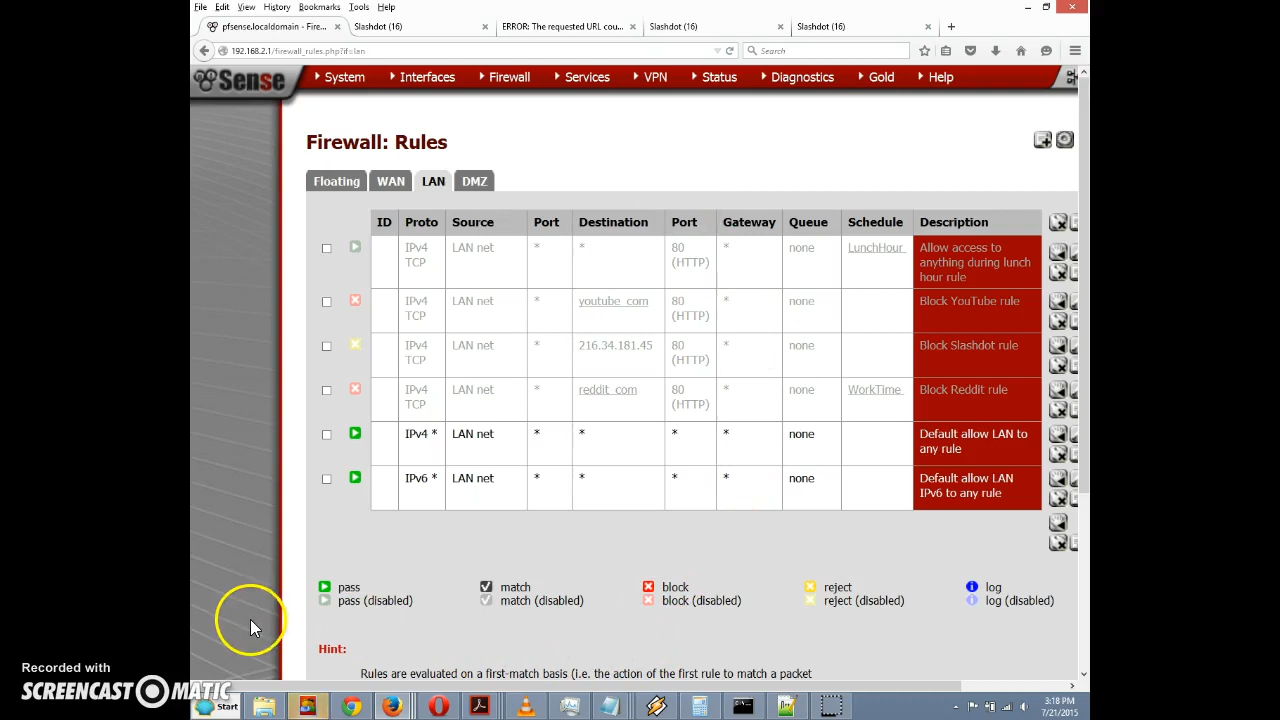 File Edit View History Bookmarks Tools Help
pfsense.localdomain - Firew... Slashdot (16) ERROR: The requested URL cou... Slashdot (16) Slashdot (16)
192.168.2.1/firewall_rules.php?if=lan Search
Sense System Interfaces Firewall Services VPN Status Diagnostics Gold Help
Firewall: Rules
Floating WAN LAN DMZ
ID Proto Source Port Destination Port Gateway Queue Schedule Description
IPv4 TCP LAN net * * 80 (HTTP) * none LunchHour Allow access to anything during lunch hour rule
IPv4 TCP LAN net * youtube_com 80 (HTTP) * none Block YouTube rule
IPv4 TCP LAN net * 216.34.181.45 80 (HTTP) * none Block Slashdot rule
IPv4 TCP LAN net * reddit_com 80 (HTTP) * none WorkTime Block Reddit rule
IPv4 * LAN net * * * * none Default allow LAN to any rule
IPv6 * LAN net * * * * none Default allow LAN IPv6 to any rule
pass match block reject log
pass (disabled) match (disabled) block (disabled) reject (disabled) log (disabled)
Hint:
Rules are evaluated on a first-match basis (i.e. the action of the first rule to match a packet
Recorded with
SCREENCAST MATIC
Start
3:18 PM
7/21/2015